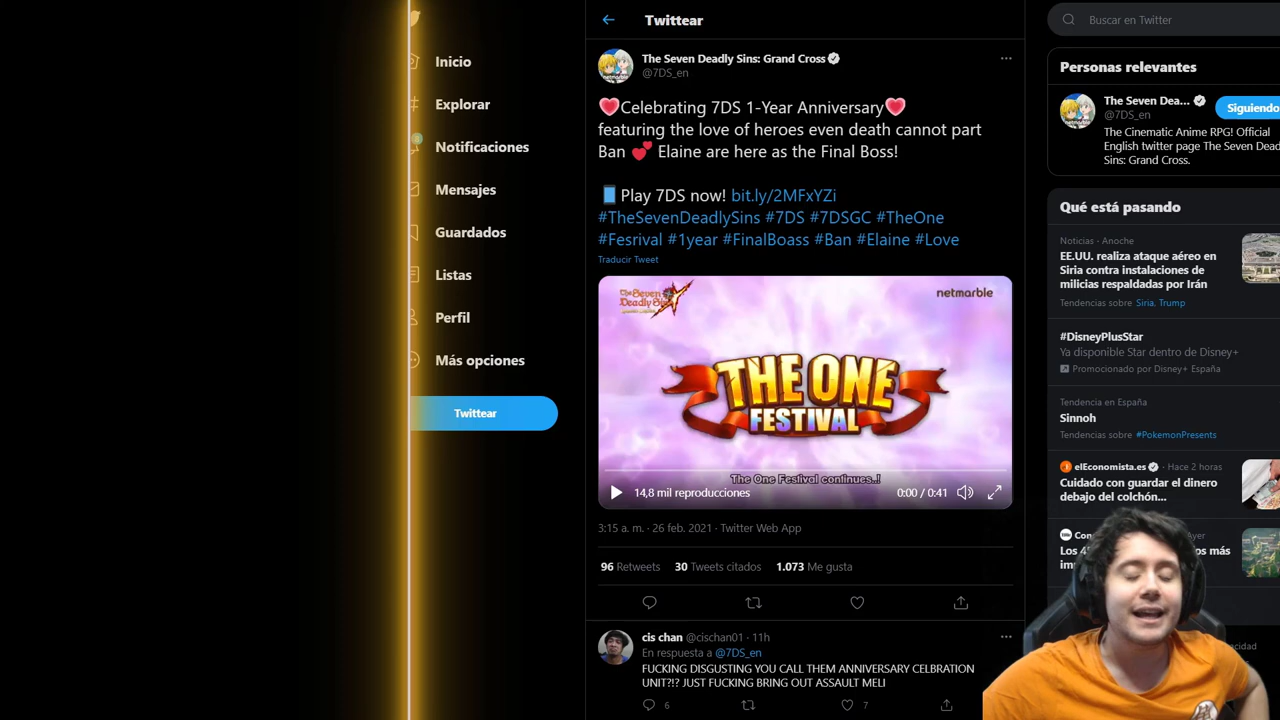 Inicio
Explorar
Notificaciones
Mensajes
Guardados
Listas
Perfil
Más opciones
Twittear
Twittear
The Seven Deadly Sins: Grand Cross
@7DS_en
Celebrating 7DS 1-Year Anniversary
featuring the love of heroes even death cannot part
Ban 💕 Elaine are here as the Final Boss!
Play 7DS now! bit.ly/2MFxYZi
#TheSevenDeadlySins #7DS #7DSGC #TheOne
#Fesrival #1year #FinalBoass #Ban #Elaine #Love
Traducir Tweet
The Seven
Deadly Sins
netmarble
THE ONE
FESTIVAL
The One Festival continues..!
14,8 mil reproducciones
0:00 / 0:41
3:15 a. m. · 26 feb. 2021 · Twitter Web App
96 Retweets 30 Tweets citados 1.073 Me gusta
cis chan @cischan01 · 11h
En respuesta a @7DS_en
FUCKING DISGUSTING YOU CALL THEM ANNIVERSARY CELBRATION
UNIT?!? JUST FUCKING BRING OUT ASSAULT MELI
6 7
Buscar en Twitter
Personas relevantes
The Seven Dea...
@7DS_en
Siguiendo
The Cinematic Anime RPG! Official
English twitter page The Seven Dead
Sins: Grand Cross.
Qué está pasando
Noticias · Anoche
EE.UU. realiza ataque aéreo en
Siria contra instalaciones de
milicias respaldadas por Irán
Tendencias sobre Siria, Trump
#DisneyPlusStar
Ya disponible Star dentro de Disney+
Promocionado por Disney+ España
Tendencia en España
Sinnoh
Tendencias sobre #PokemonPresents
elEconomista.es · Hace 2 horas
Cuidado con guardar el dinero
debajo del colchón...
Con
Ayer
Los 4
más